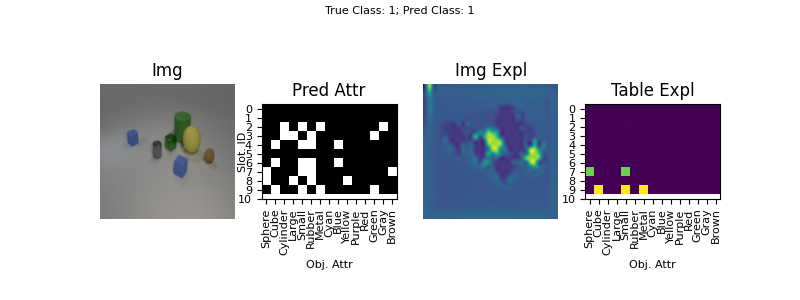 True Class: 1; Pred Class: 1
Img
Pred Attr
Img Expl
Table Expl
Slot_ID
0
1
2
3
4
5
6
7
8
9
10
Sphere
Cube
Cylinder
Large
Small
Rubber
Metal
Cyan
Blue
Yellow
Purple
Red
Green
Gray
Brown
Obj. Attr
0
1
2
3
4
5
6
7
8
9
10
Sphere
Cube
Cylinder
Large
Small
Rubber
Metal
Cyan
Blue
Yellow
Purple
Red
Green
Gray
Brown
Obj. Attr